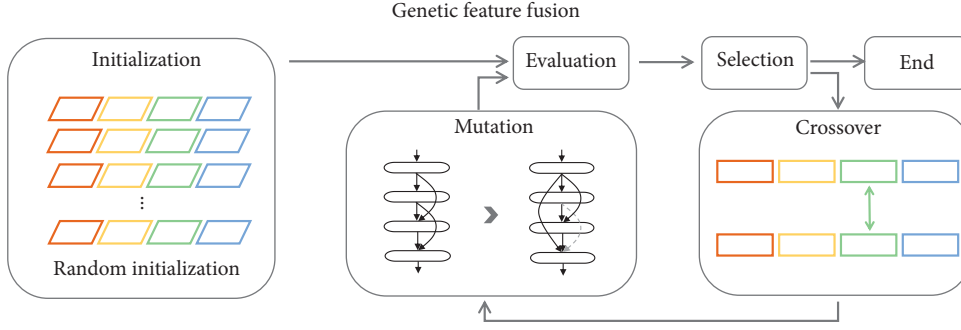 Genetic feature fusion
Initialization
Random initialization
Evaluation
Selection
End
Mutation
Crossover